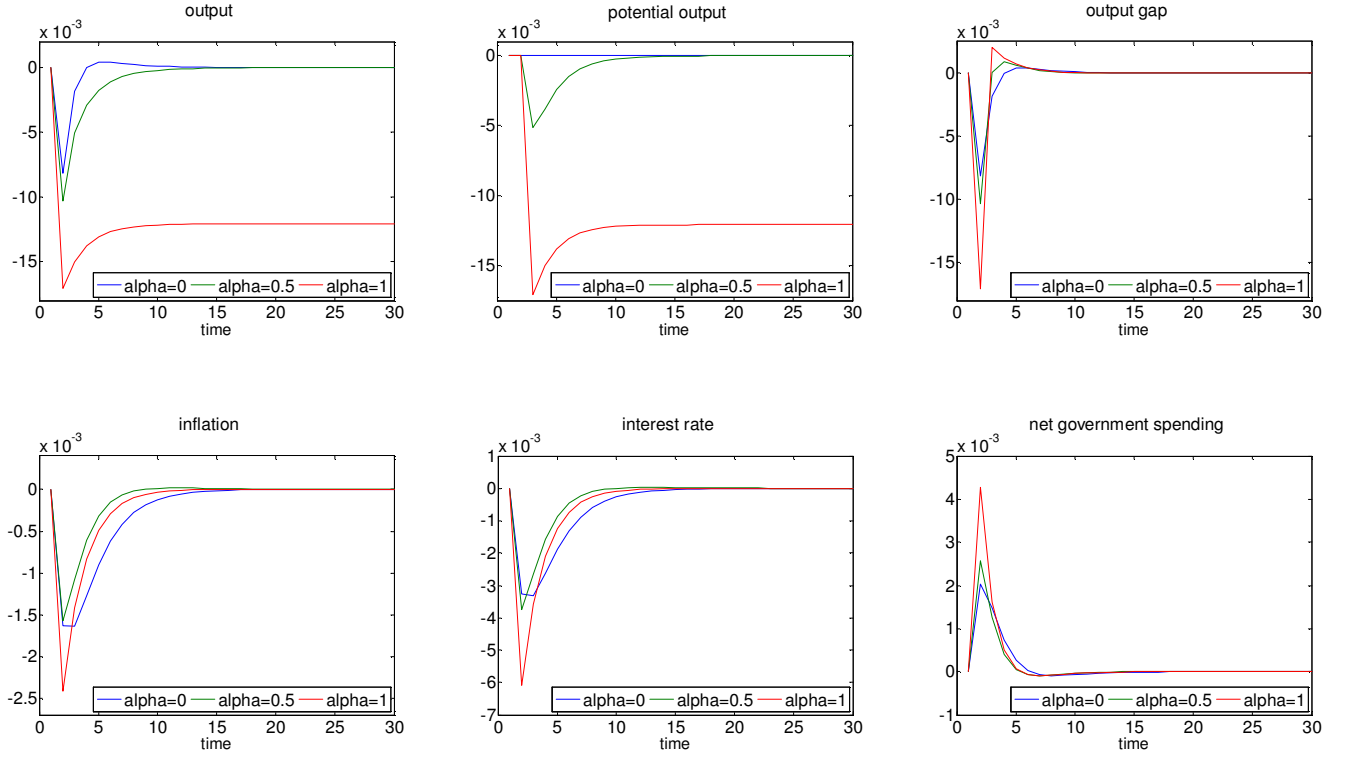 output
x 10-3
0
-5
-10
-15
0 5 10 15 20 25 30
time
alpha=0 alpha=0.5 alpha=1
potential output
x 10-3
0
-5
-10
-15
0 5 10 15 20 25 30
time
alpha=0 alpha=0.5 alpha=1
output gap
x 10-3
0
-5
-10
-15
0 5 10 15 20 25 30
time
alpha=0 alpha=0.5 alpha=1
inflation
x 10-3
0
-0.5
-1
-1.5
-2
-2.5
0 5 10 15 20 25 30
time
alpha=0 alpha=0.5 alpha=1
interest rate
x 10-3
1
0
-1
-2
-3
-4
-5
-6
-7
0 5 10 15 20 25 30
time
alpha=0 alpha=0.5 alpha=1
net government spending
x 10-3
5
4
3
2
1
0
-1
0 5 10 15 20 25 30
time
alpha=0 alpha=0.5 alpha=1